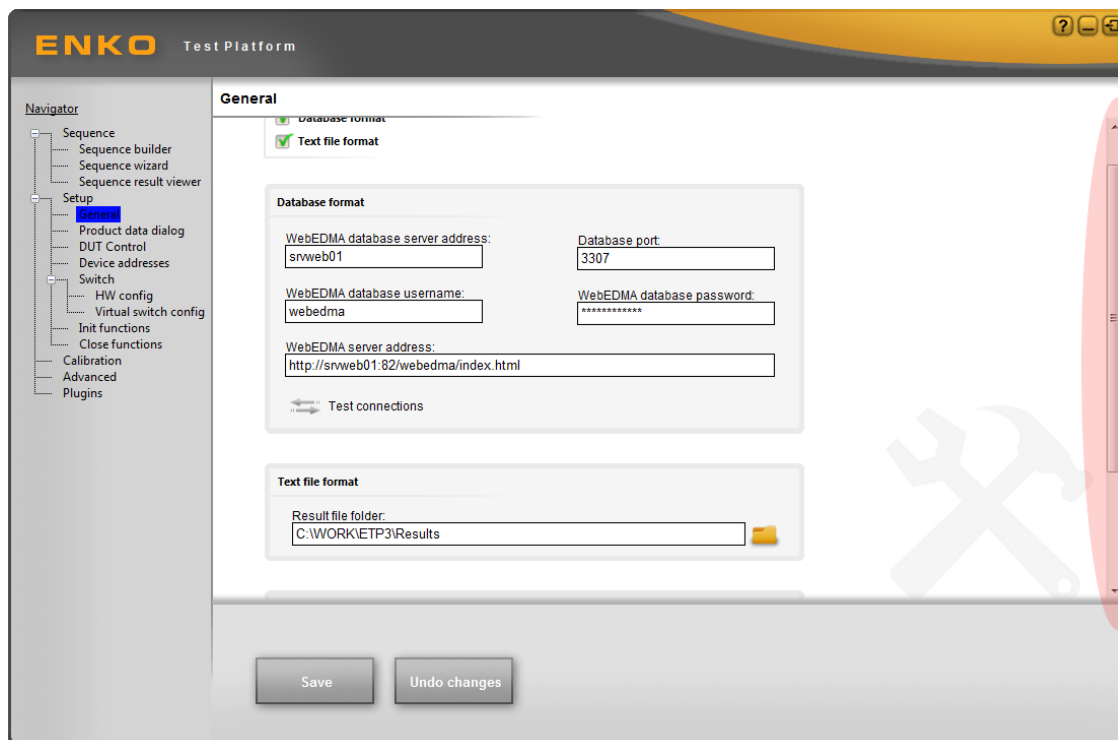 ENKO Test Platform
?
Navigator
Sequence
Sequence builder
Sequence wizard
Sequence result viewer
Setup
General
Product data dialog
DUT Control
Device addresses
Switch
HW config
Virtual switch config
Init functions
Close functions
Calibration
Advanced
Plugins
General
Database format
Text file format
Database format
WebEDMA database server address:
srvweb01
Database port:
3307
WebEDMA database username:
webedma
WebEDMA database password:
************
WebEDMA server address:
http://srvweb01:82/webedma/index.html
Test connections
Text file format
Result file folder:
C:\WORK\ETP3\Results
Save
Undo changes